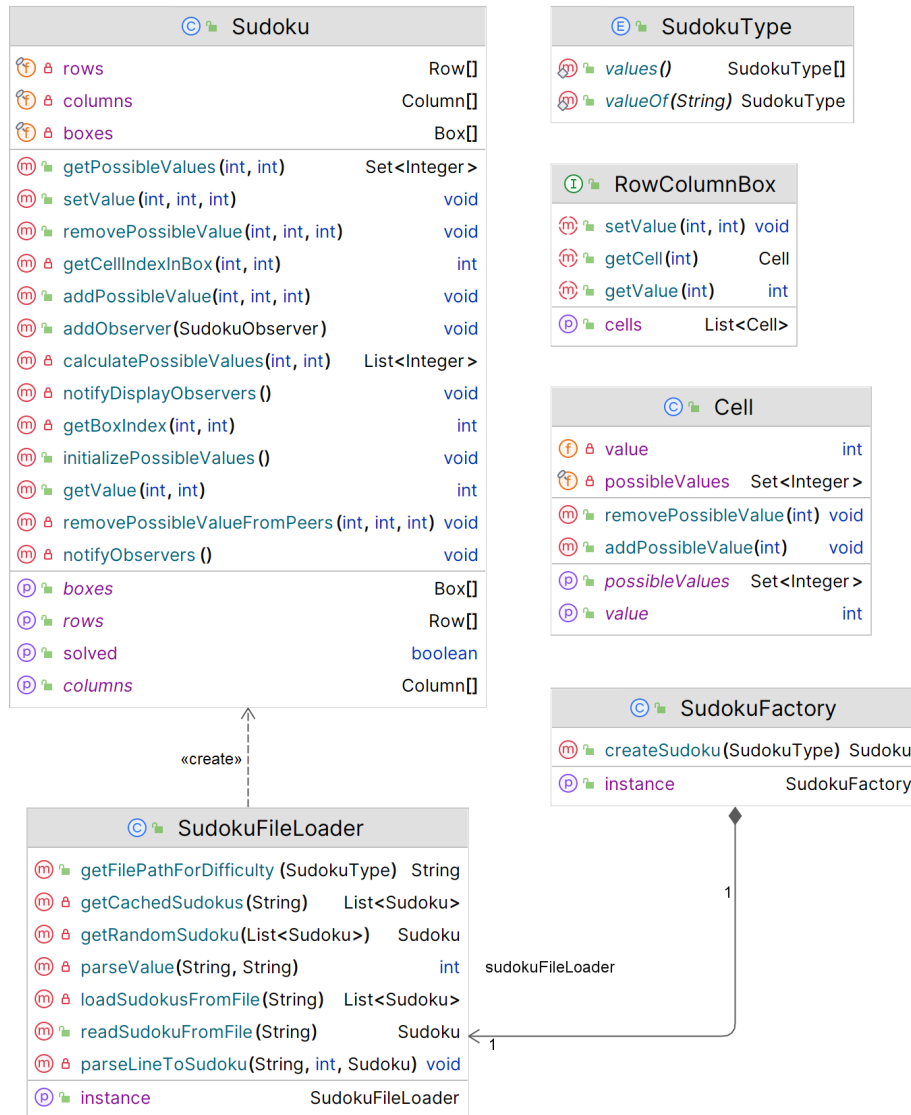 Sudoku
rows Row[]
columns Column[]
boxes Box[]
getPossibleValues(int, int) Set<Integer>
setValue(int, int, int) void
removePossibleValue(int, int, int) void
getCellIndexInBox(int, int) int
addPossibleValue(int, int, int) void
addObserver(SudokuObserver) void
calculatePossibleValues(int, int) List<Integer>
notifyDisplayObservers() void
getBoxIndex(int, int) int
initializePossibleValues() void
getValue(int, int) int
removePossibleValueFromPeers(int, int, int) void
notifyObservers() void
boxes Box[]
rows Row[]
solved boolean
columns Column[]
SudokuType
values() SudokuType[]
valueOf(String) SudokuType
RowColumnBox
setValue(int, int) void
getCell(int) Cell
getValue(int) int
cells List<Cell>
Cell
value int
possibleValues Set<Integer>
removePossibleValue(int) void
addPossibleValue(int) void
possibleValues Set<Integer>
value int
SudokuFactory
createSudoku(SudokuType) Sudoku
instance SudokuFactory
«create»
SudokuFileLoader
getFilePathForDifficulty(SudokuType) String
getCachedSudokus(String) List<Sudoku>
getRandomSudoku(List<Sudoku>) Sudoku
parseValue(String, String) int
loadSudokusFromFile(String) List<Sudoku>
readSudokuFromFile(String) Sudoku
parseLineToSudoku(String, int, Sudoku) void
instance SudokuFileLoader
1
sudokuFileLoader
1